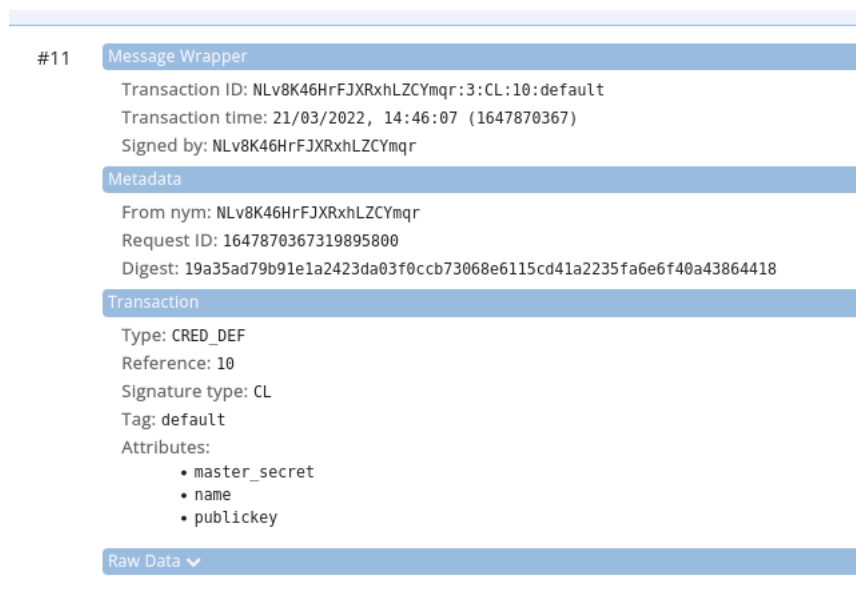 #11
Message Wrapper
Transaction ID: NLv8K46HrFJXRxhLZCYmqr:3:CL:10:default
Transaction time: 21/03/2022, 14:46:07 (1647870367)
Signed by: NLv8K46HrFJXRxhLZCYmqr
Metadata
From nym: NLv8K46HrFJXRxhLZCYmqr
Request ID: 1647870367319895800
Digest: 19a35ad79b91e1a2423da03f0ccb73068e6115cd41a2235fa6e6f40a43864418
Transaction
Type: CRED_DEF
Reference: 10
Signature type: CL
Tag: default
Attributes:
• master_secret
• name
• publickey
Raw Data